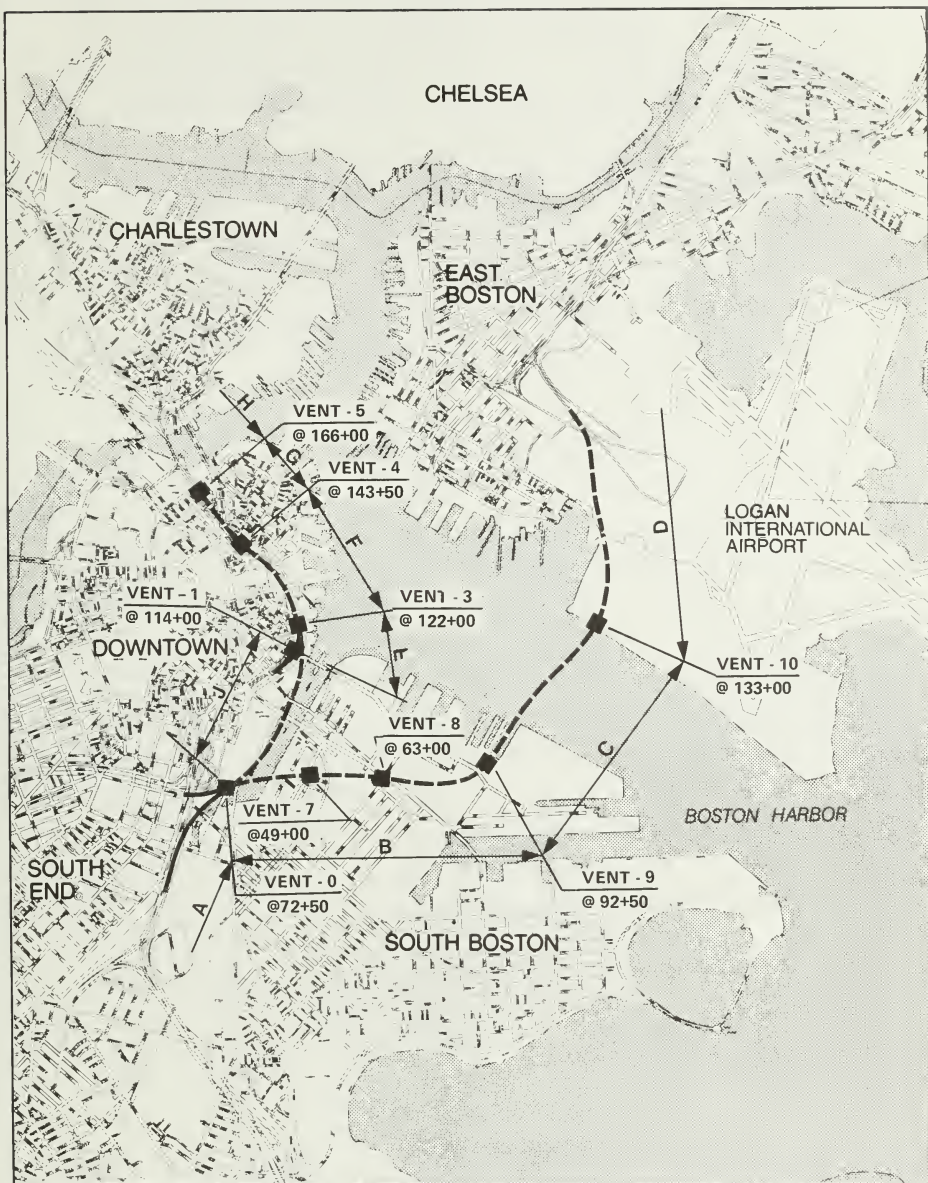 CHELSEA
CHARLESTOWN
EAST
BOSTON
H
VENT - 5
@ 166+00
G
VENT - 4
@ 143+50
F
D
LOGAN
INTERNATIONAL
AIRPORT
VENT - 1
@ 114+00
VENT - 3
@ 122+00
DOWNTOWN
E
J
VENT - 10
@ 133+00
VENT - 8
@ 63+00
C
VENT - 7
@49+00
BOSTON HARBOR
B
SOUTH
END
VENT - 0
@72+50
VENT - 9
@ 92+50
A
SOUTH BOSTON